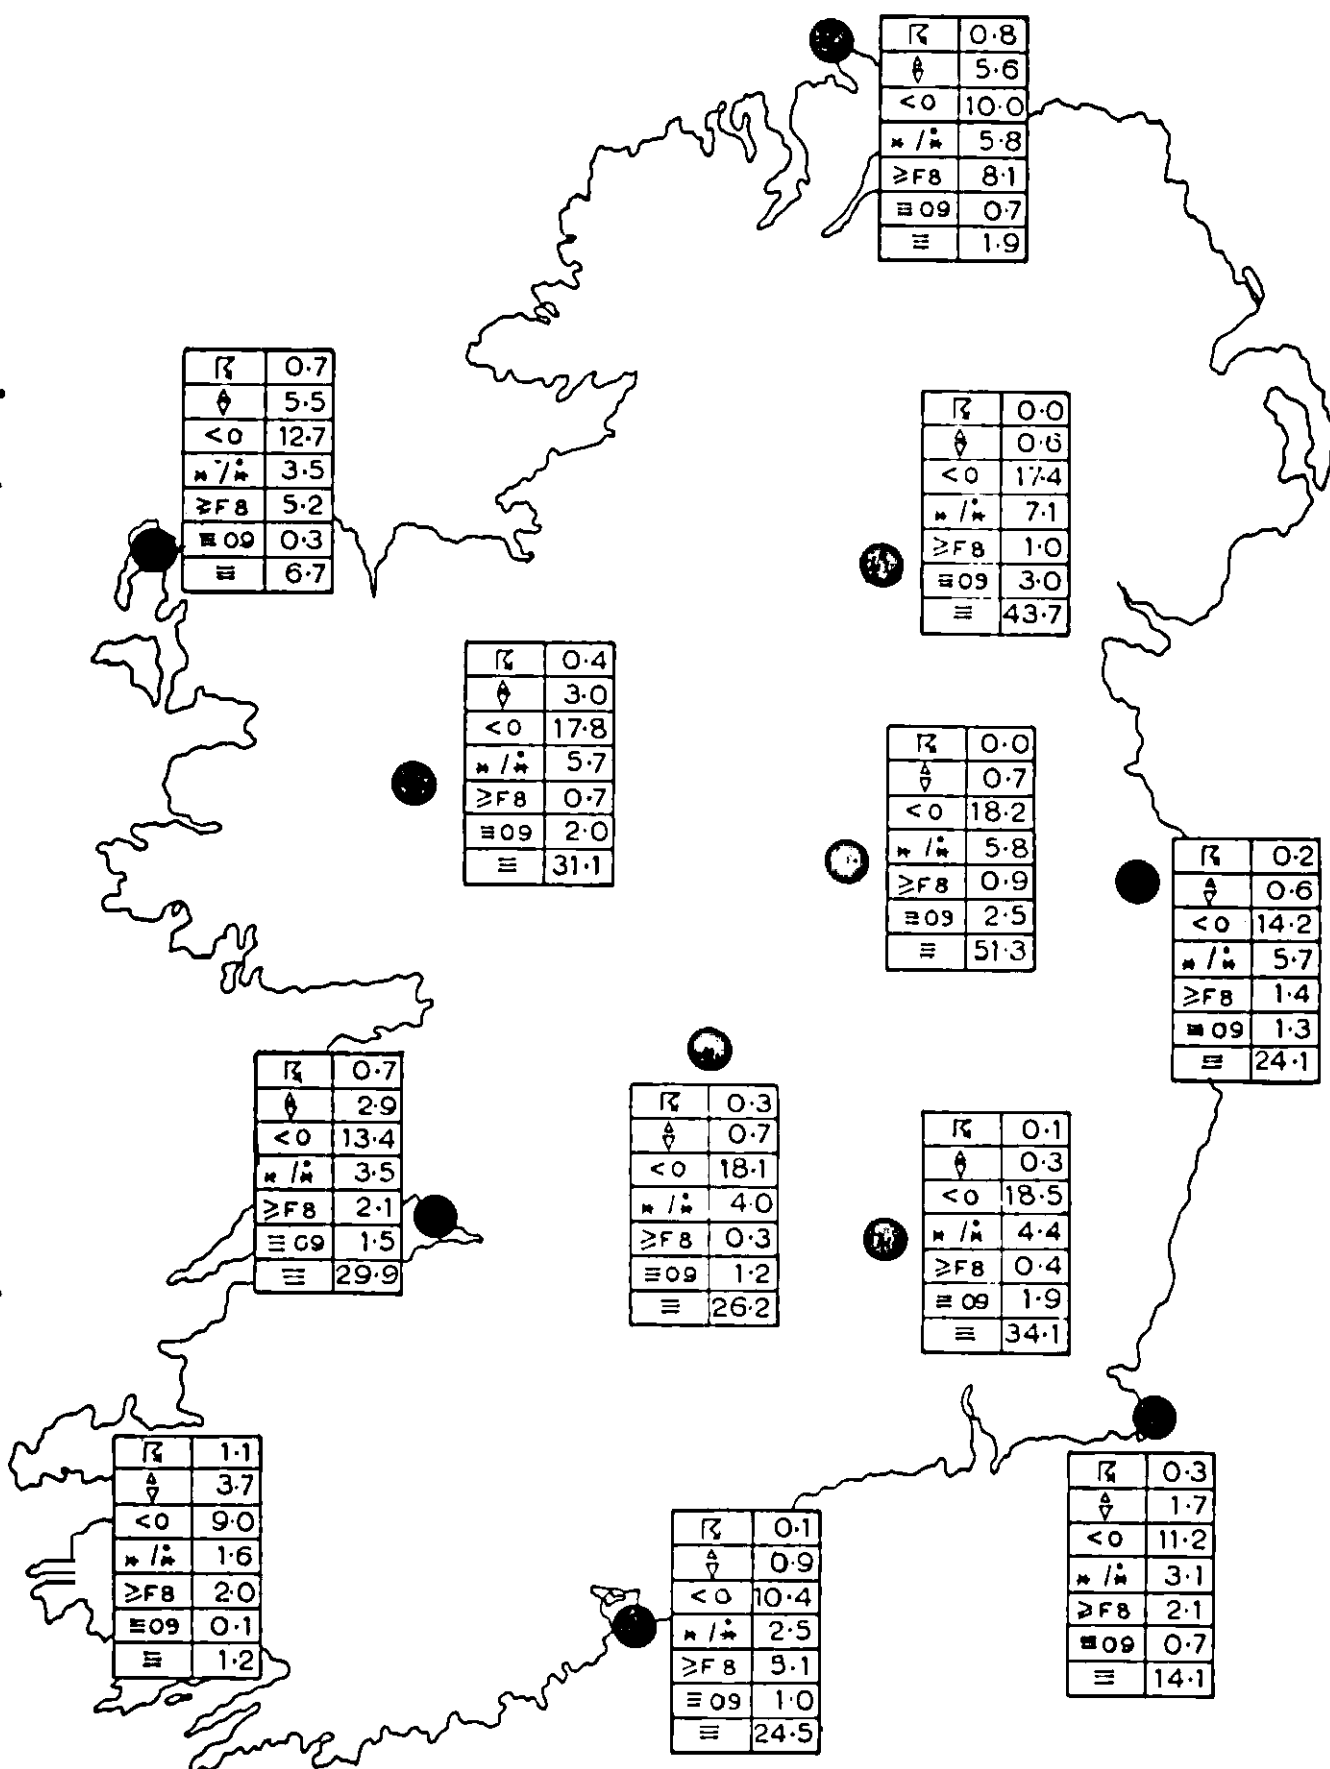 ☈ 0·8
5·6
<0 10·0
* / 5·8
≥F8 8·1
≡09 0·7
≡ 1·9
☈ 0·7
5·5
<0 12·7
* / 3·5
≥F8 5·2
≡09 0·3
≡ 6·7
☈ 0·0
0·6
<0 17·4
* / 7·1
≥F8 1·0
≡09 3·0
≡ 43·7
☈ 0·4
3·0
<0 17·8
* / 5·7
≥F8 0·7
≡09 2·0
≡ 31·1
☈ 0·0
0·7
<0 18·2
* / 5·8
≥F8 0·9
≡09 2·5
≡ 51·3
☈ 0·2
0·6
<0 14·2
* / 5·7
≥F8 1·4
≡09 1·3
≡ 24·1
☈ 0·7
2·9
<0 13·4
* / 3·5
≥F8 2·1
≡09 1·5
≡ 29·9
☈ 0·3
0·7
<0 18·1
* / 4·0
≥F8 0·3
≡09 1·2
≡ 26·2
☈ 0·1
0·3
<0 18·5
* / 4·4
≥F8 0·4
≡09 1·9
≡ 34·1
☈ 1·1
3·7
<0 9·0
* / 1·6
≥F8 2·0
≡09 0·1
≡ 1·2
☈ 0·1
0·9
<0 10·4
* / 2·5
≥F8 5·1
≡09 1·0
≡ 24·5
☈ 0·3
1·7
<0 11·2
* / 3·1
≥F8 2·1
≡09 0·7
≡ 14·1